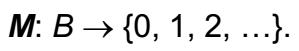 M: B → {0, 1, 2, …}.